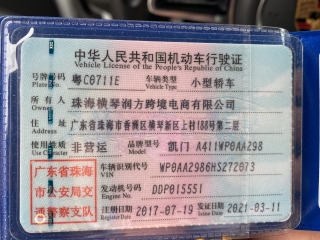 中华人民共和国机动车行驶证
Vehicle License of the People's Republic of China
号牌号码 Plate No. 粤C0711E 车辆类型 Vehicle Type 小型轿车
所有人 Owner 珠海横琴润方跨境电商有限公司
住址 Address 广东省珠海市香洲区横琴新区上村188号第二层
使用性质 Use Character 非营运 品牌型号 Model 凯门 A411WP0AA298
广东省珠海 车辆识别代号 VIN WP0AA2986HS272073
市公安局交 发动机号码 Engine No. DDP015551
通警察支队 注册日期 Register Date 2017-07-19 发证日期 Issue Date 2021-03-11